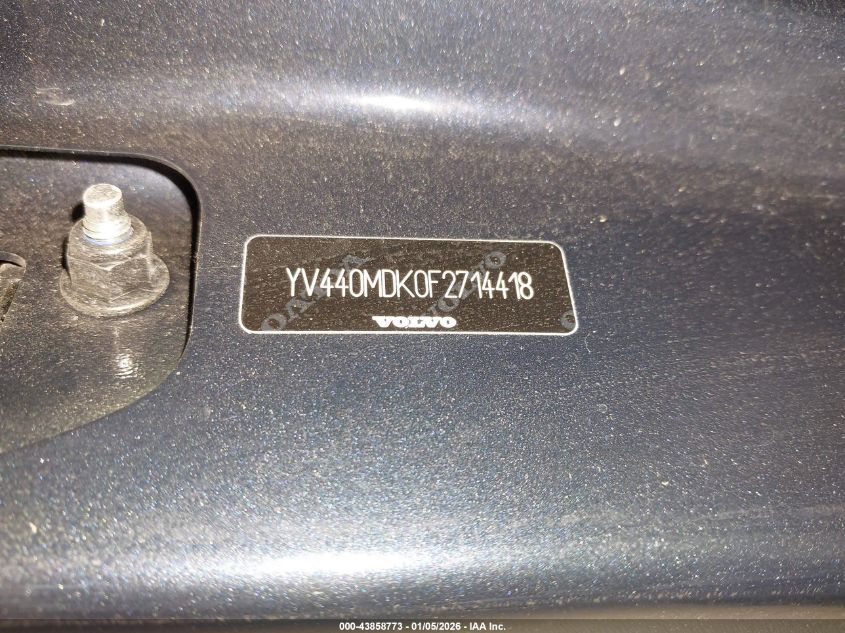 YV440MDK0F2714418
VOLVO
000-43858773 - 01/05/2026 - IAA Inc.